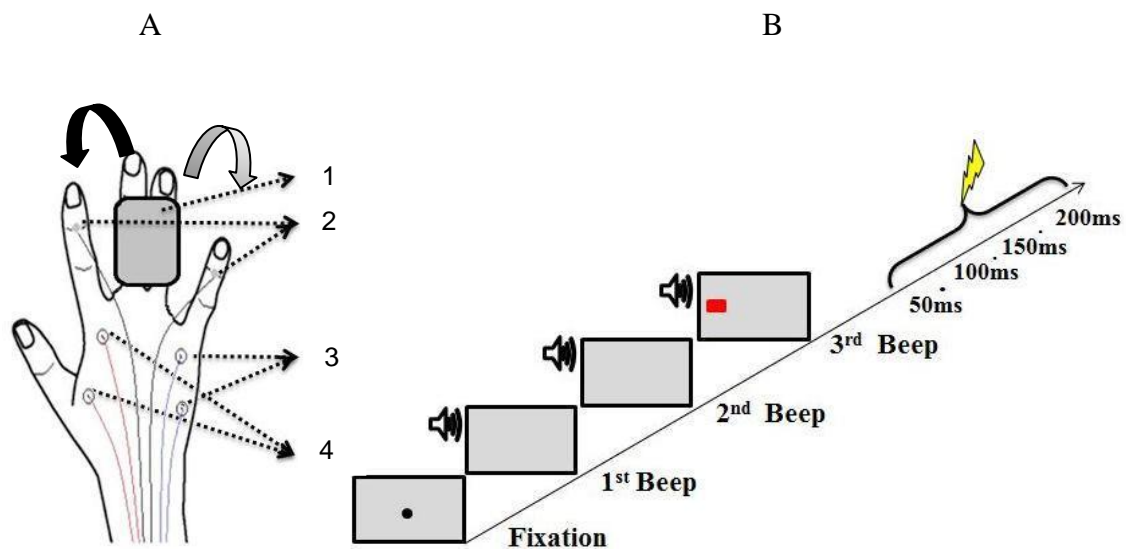 A
B
1
2
3
4
200ms
150ms
100ms
50ms
3rd Beep
2nd Beep
1st Beep
Fixation